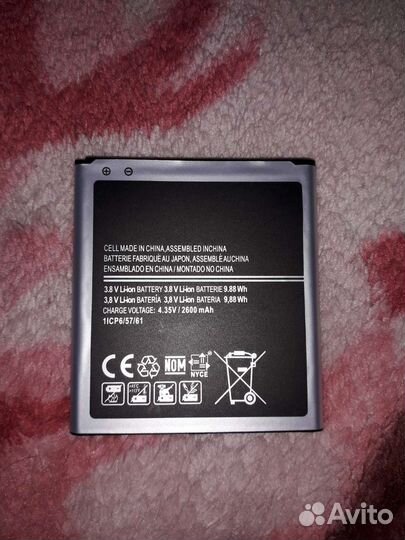 CELL MADE IN CHINA,ASSEMBLED INCHINA
BATTERIE FABRIQUÉ AU JAPON, ASSEMBLÉ AUCHINA
ENSAMBLADO EN CHINA / MONTADO NO CHINA
3.8 V Li-ion BATTERY 3.8 V Li-ion BATTERIE 9.88 Wh
3,8 V Li-ion BATERÍA 3,8 V Li-ion BATERIA 9,88 Wh
CHARGE VOLTAGE: 4.35V / 2600 mAh
1ICP6/57/61
CE
NOM
NYCE
Avito